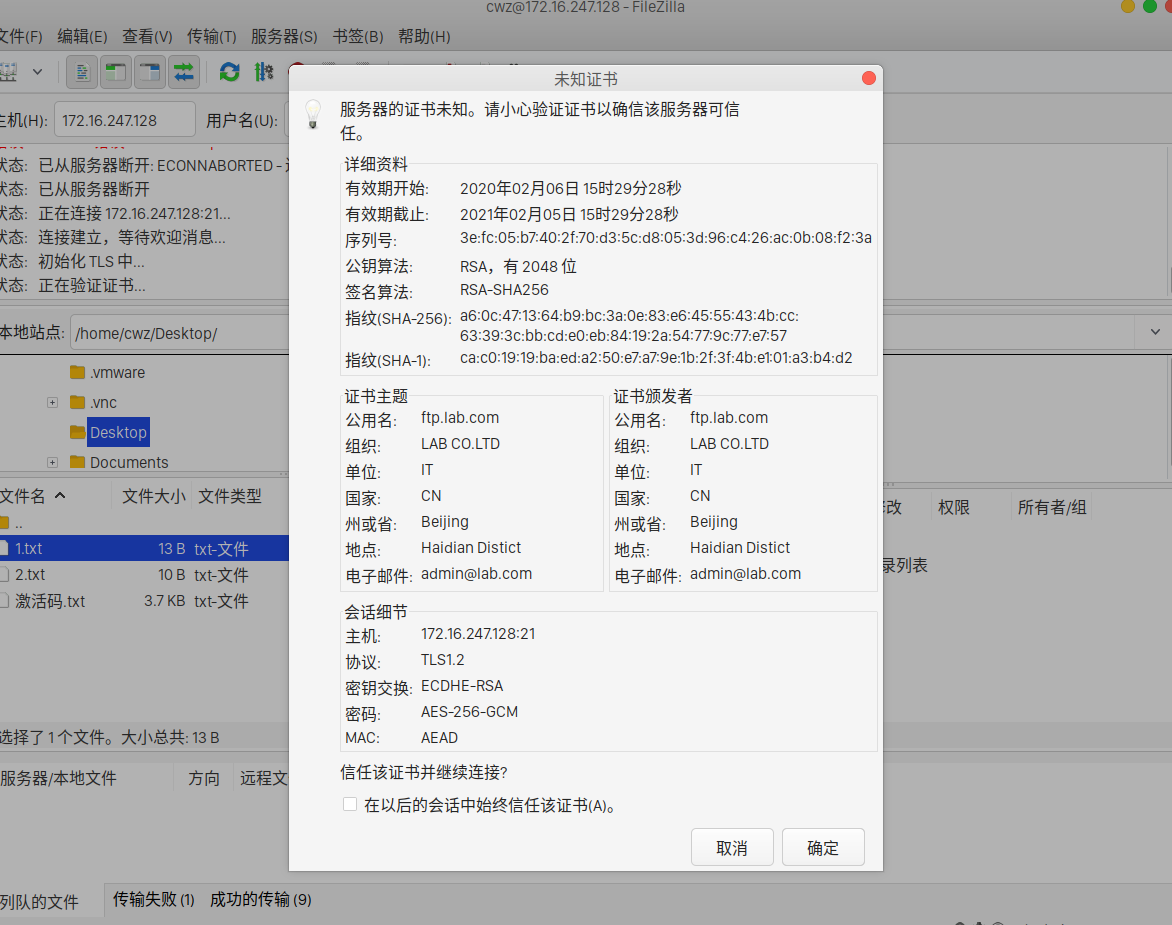 cwz@172.16.247.128 - FileZilla
文件(F) 编辑(E) 查看(V) 传输(T) 服务器(S) 书签(B) 帮助(H)
主机(H): 172.16.247.128 用户名(U):
状态: 已从服务器断开: ECONNABORTED -
状态: 已从服务器断开
状态: 正在连接 172.16.247.128:21...
状态: 连接建立，等待欢迎消息...
状态: 初始化 TLS 中...
状态: 正在验证证书...
本地站点: /home/cwz/Desktop/
.vmware
.vnc
Desktop
Documents
文件名 文件大小 文件类型
..
1.txt 13 B txt-文件
2.txt 10 B txt-文件
激活码.txt 3.7 KB txt-文件
选择了 1 个文件。大小总共: 13 B
服务器/本地文件 方向 远程文
列队的文件 传输失败 (1) 成功的传输 (9)
修改 权限 所有者/组
录列表
未知证书
服务器的证书未知。请小心验证证书以确信该服务器可信
任。
详细资料
有效期开始: 2020年02月06日 15时29分28秒
有效期截止: 2021年02月05日 15时29分28秒
序列号: 3e:fc:05:b7:40:2f:70:d3:5c:d8:05:3d:96:c4:26:ac:0b:08:f2:3a
公钥算法: RSA，有 2048 位
签名算法: RSA-SHA256
指纹(SHA-256): a6:0c:47:13:64:b9:bc:3a:0e:83:e6:45:55:43:4b:cc:
63:39:3c:bb:cd:e0:eb:84:19:2a:54:77:9c:77:e7:57
指纹(SHA-1): ca:c0:19:19:ba:ed:a2:50:e7:a7:9e:1b:2f:3f:4b:e1:01:a3:b4:d2
证书主题
公用名: ftp.lab.com
组织: LAB CO.LTD
单位: IT
国家: CN
州或省: Beijing
地点: Haidian Distict
电子邮件: admin@lab.com
证书颁发者
公用名: ftp.lab.com
组织: LAB CO.LTD
单位: IT
国家: CN
州或省: Beijing
地点: Haidian Distict
电子邮件: admin@lab.com
会话细节
主机: 172.16.247.128:21
协议: TLS1.2
密钥交换: ECDHE-RSA
密码: AES-256-GCM
MAC: AEAD
信任该证书并继续连接?
在以后的会话中始终信任该证书(A)。
取消 确定